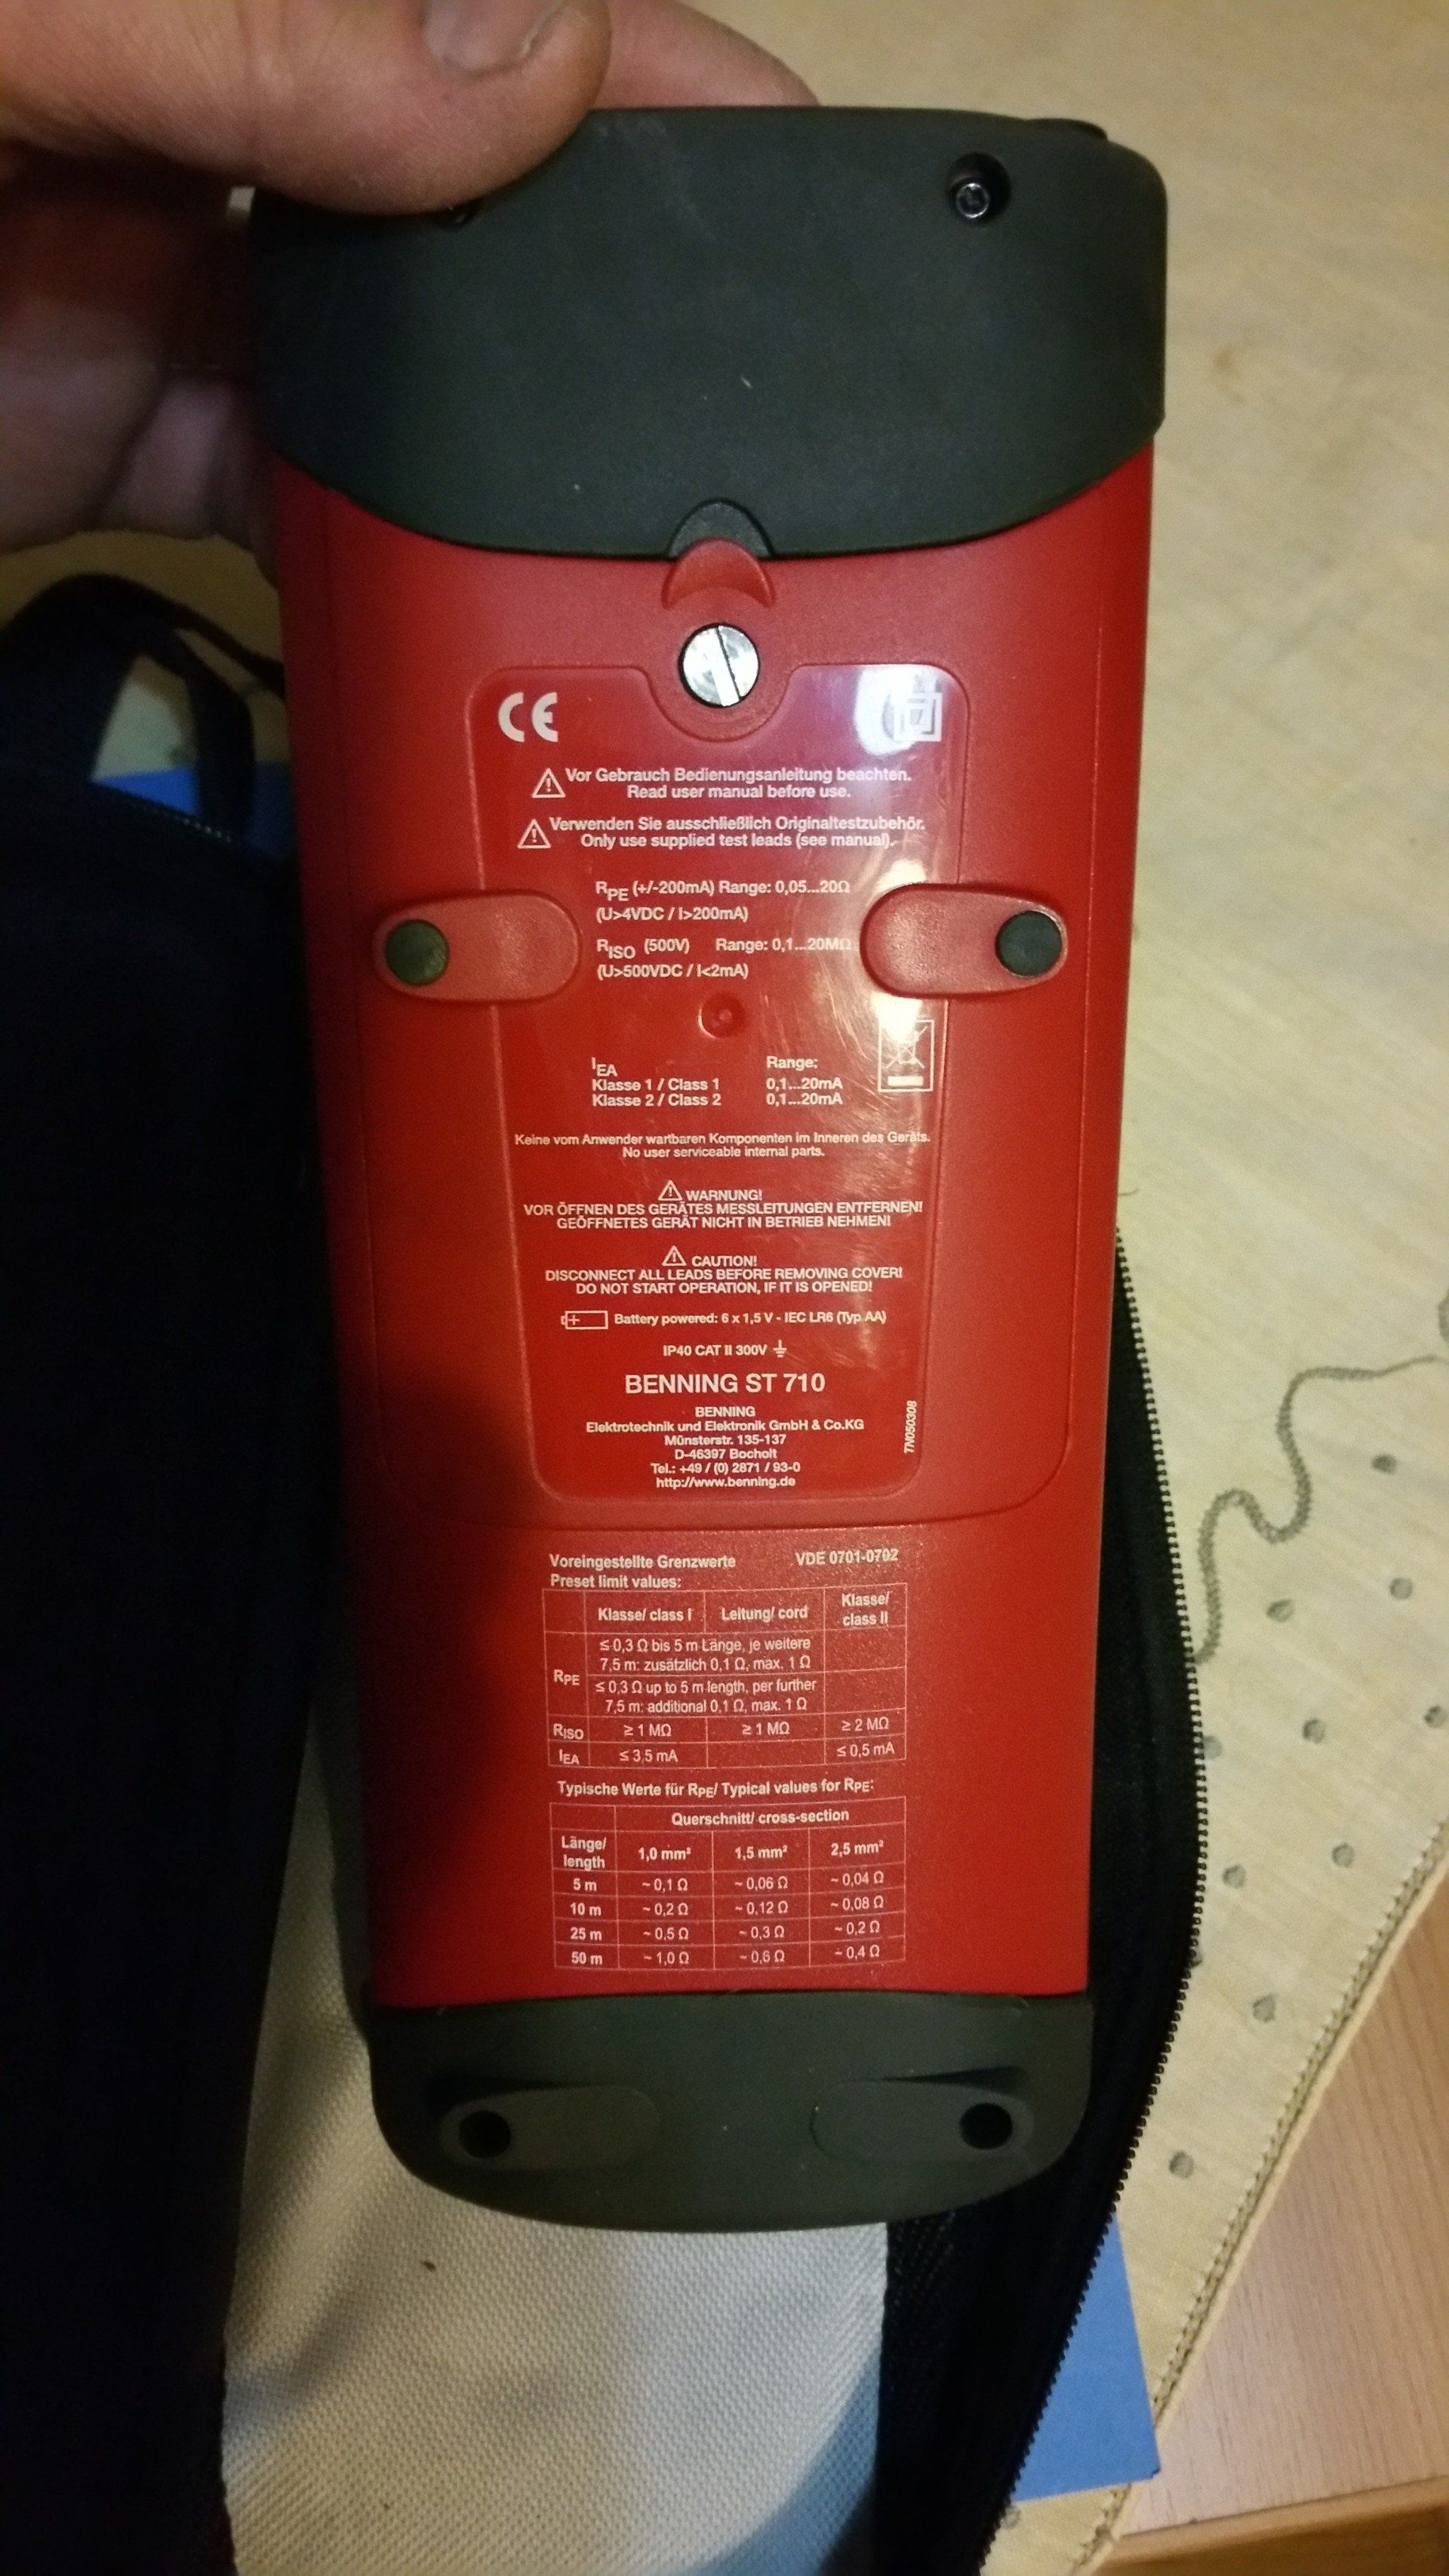 CE
Vor Gebrauch Bedienungsanleitung beachten.
Read user manual before use.
Verwenden Sie ausschließlich Originaltestzubehör.
Only use supplied test leads (see manual).
RPE (+/-200mA) Range: 0,05...20Ω
(U>4VDC / I>200mA)
RISO (500V) Range: 0,1...20MΩ
(U>500VDC / I<2mA)
IEA Range:
Klasse 1 / Class 1 0,1...20mA
Klasse 2 / Class 2 0,1...20mA
Keine vom Anwender wartbaren Komponenten im Inneren des Geräts.
No user serviceable internal parts.
WARNUNG!
VOR ÖFFNEN DES GERÄTES MESSLEITUNGEN ENTFERNEN!
GEÖFFNETES GERÄT NICHT IN BETRIEB NEHMEN!
CAUTION!
DISCONNECT ALL LEADS BEFORE REMOVING COVER!
DO NOT START OPERATION, IF IT IS OPENED!
Battery powered: 6 x 1,5 V - IEC LR6 (Typ AA)
IP40 CAT II 300V
BENNING ST 710
BENNING
Elektrotechnik und Elektronik GmbH & Co.KG
Münsterstr. 135-137
D-46397 Bocholt
Tel.: +49 / (0) 2871 / 93-0
http://www.benning.de
TN050308
Voreingestellte Grenzwerte VDE 0701-0702
Preset limit values:
Klasse/ class I Leitung/ cord Klasse/ class II
RPE ≤ 0,3 Ω bis 5 m Länge, je weitere
7,5 m: zusätzlich 0,1 Ω, max. 1 Ω
≤ 0,3 Ω up to 5 m length, per further
7,5 m: additional 0,1 Ω, max. 1 Ω
RISO ≥ 1 MΩ ≥ 1 MΩ ≥ 2 MΩ
IEA ≤ 3,5 mA ≤ 0,5 mA
Typische Werte für RPE/ Typical values for RPE:
Querschnitt/ cross-section
Länge/ length 1,0 mm² 1,5 mm² 2,5 mm²
5 m ~ 0,1 Ω ~ 0,06 Ω ~ 0,04 Ω
10 m ~ 0,2 Ω ~ 0,12 Ω ~ 0,08 Ω
25 m ~ 0,5 Ω ~ 0,3 Ω ~ 0,2 Ω
50 m ~ 1,0 Ω ~ 0,6 Ω ~ 0,4 Ω